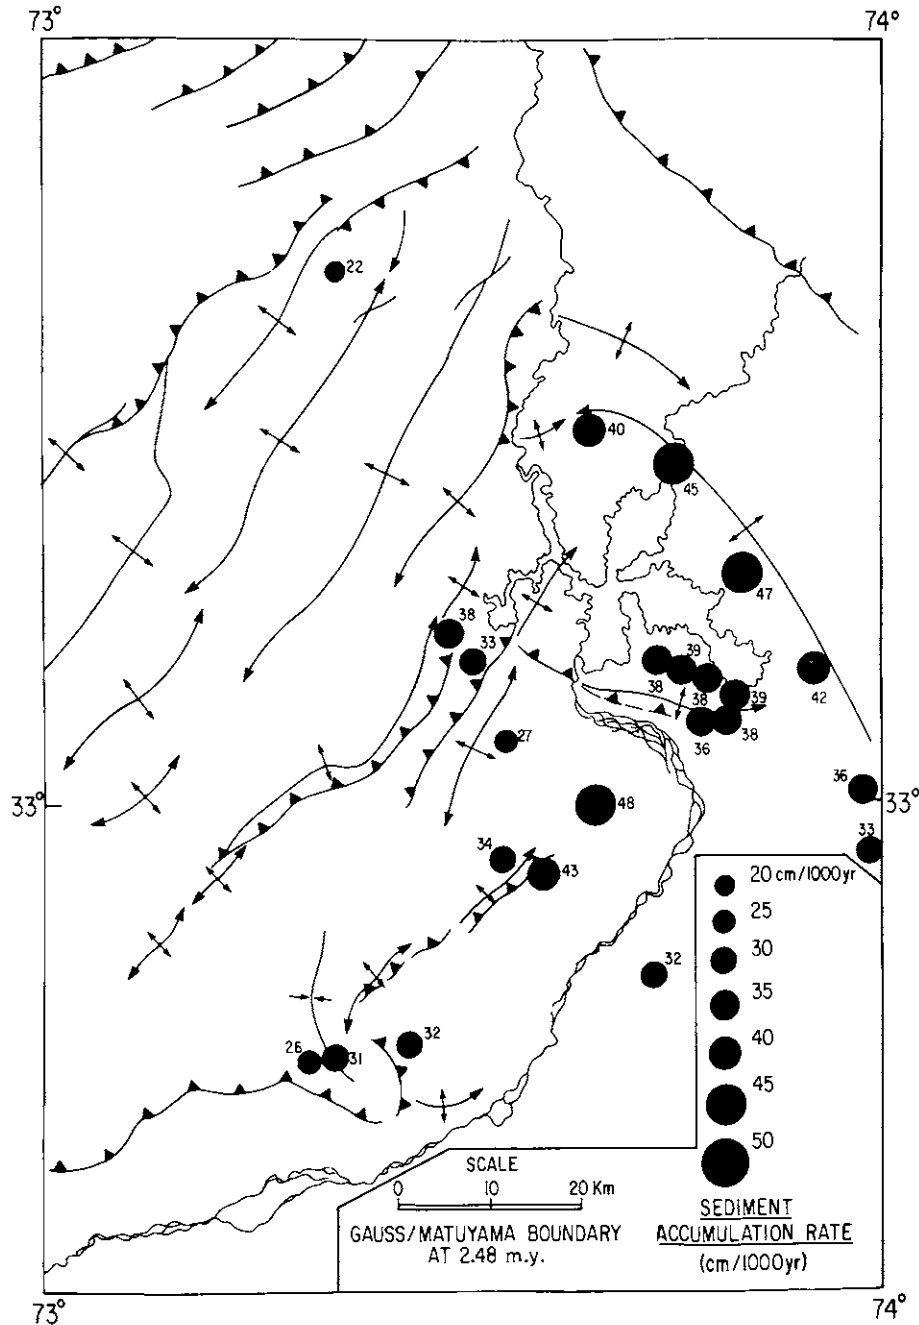 73° 74°
22
40
45
47
38
33
39
38 38 39
36 38
42
27
36
33° 48 33°
33
34
43
20 cm/1000yr
25
30
35
40
45
50
32
32
26 31
SCALE
0 10 20 Km
GAUSS/MATUYAMA BOUNDARY
AT 2.48 m.y.
SEDIMENT
ACCUMULATION RATE
(cm/1000yr)
73° 74°